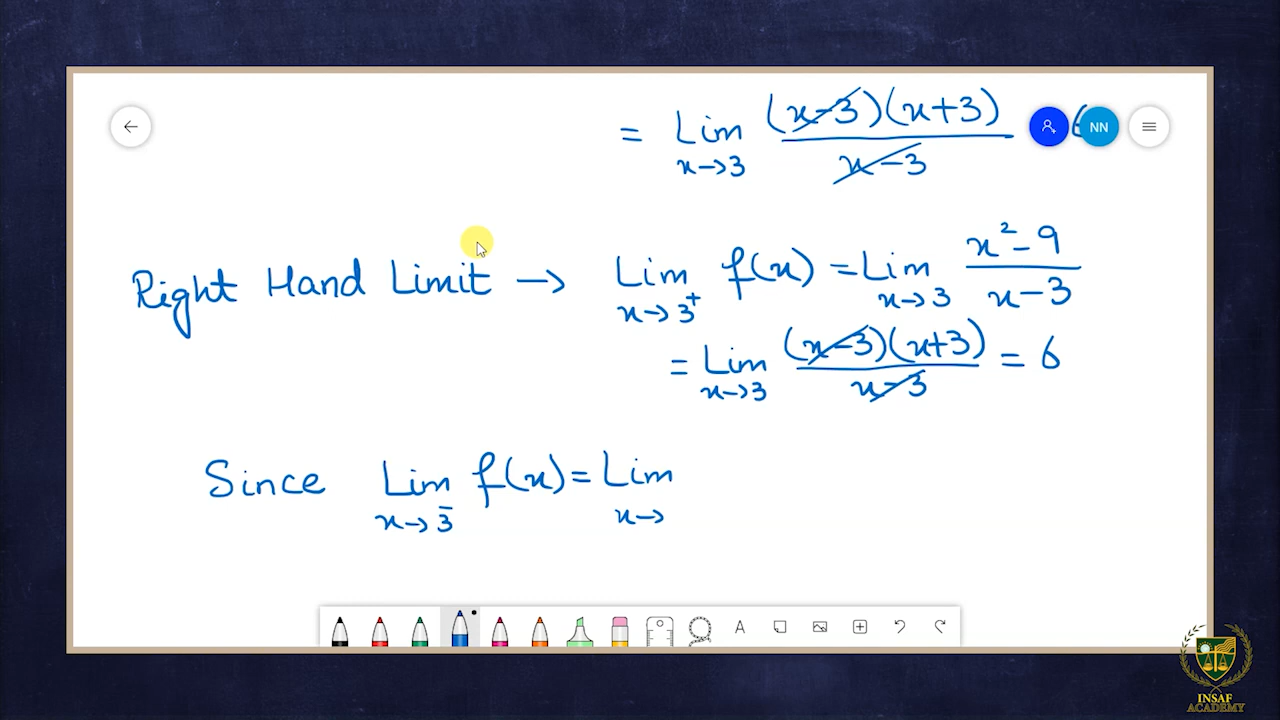 = Lim x→3 (x-3)(x+3) / x-3
NN
Right Hand Limit → Lim x→3⁺ f(x) = Lim x→3 x²-9 / x-3
= Lim x→3 (x-3)(x+3) / x-3 = 6
Since Lim x→3⁻ f(x) = Lim x→
A
INSAF
ACADEMY